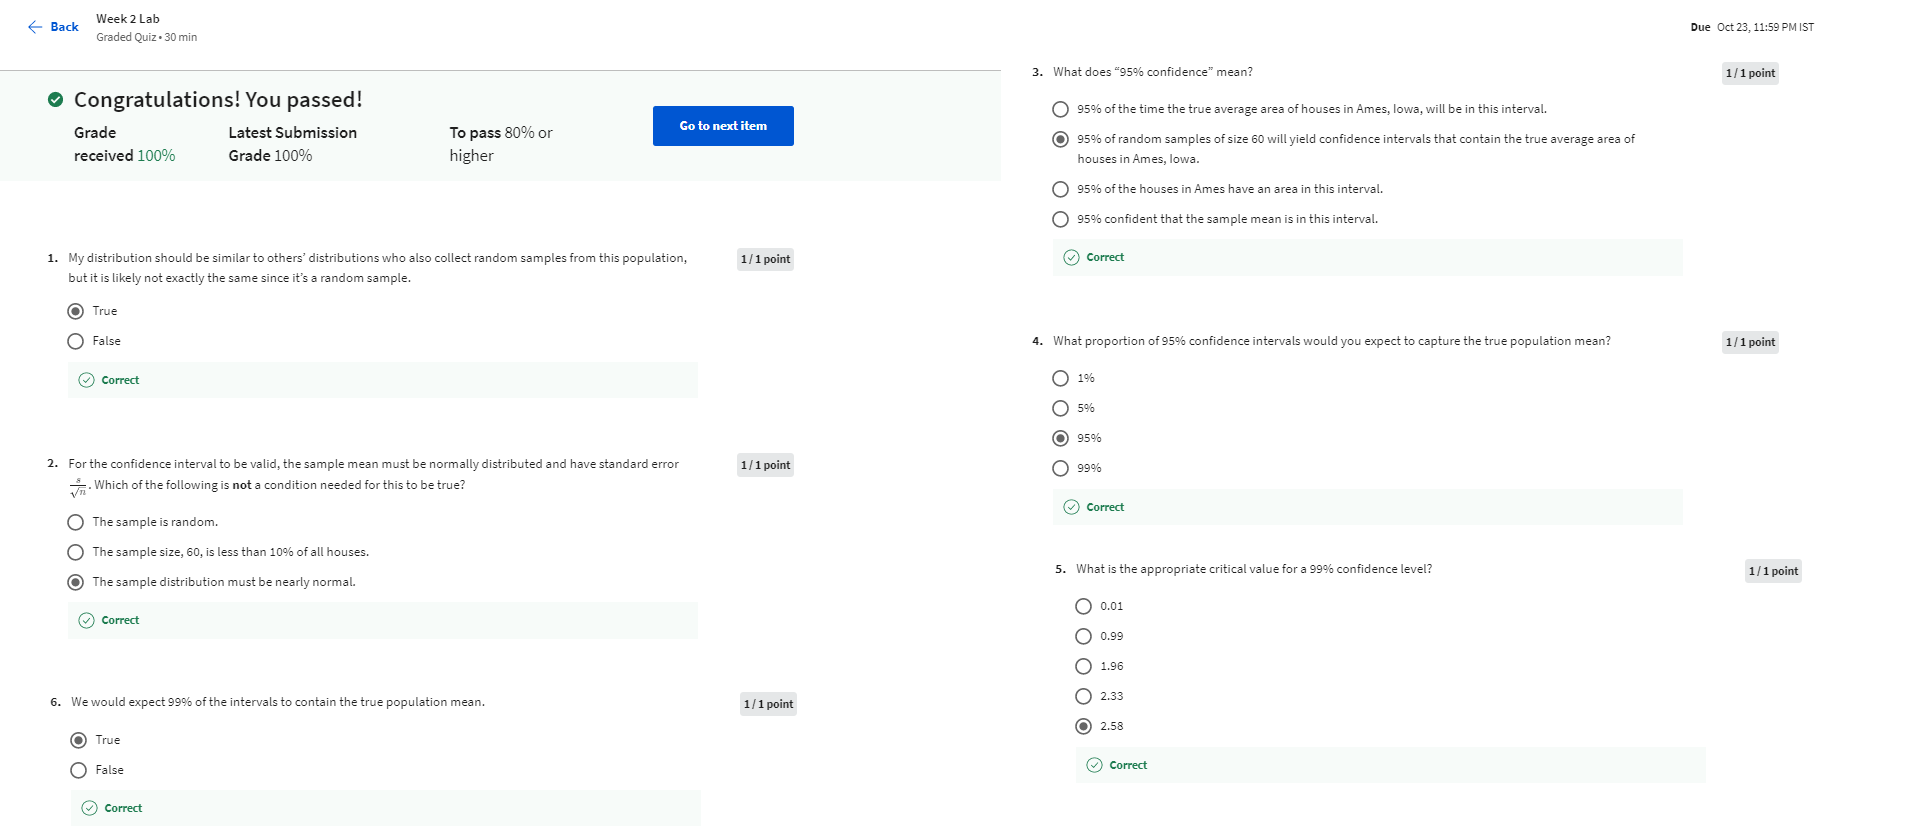 Back
Week 2 Lab
Graded Quiz • 30 min
Due Oct 23, 11:59 PM IST
Congratulations! You passed!
Grade
received 100%
Latest Submission
Grade 100%
To pass 80% or
higher
Go to next item
1. My distribution should be similar to others’ distributions who also collect random samples from this population,
but it is likely not exactly the same since it’s a random sample.
1 / 1 point
True
False
Correct
2. For the confidence interval to be valid, the sample mean must be normally distributed and have standard error
s/√n. Which of the following is not a condition needed for this to be true?
1 / 1 point
The sample is random.
The sample size, 60, is less than 10% of all houses.
The sample distribution must be nearly normal.
Correct
6. We would expect 99% of the intervals to contain the true population mean.
1 / 1 point
True
False
Correct
3. What does “95% confidence” mean?
1 / 1 point
95% of the time the true average area of houses in Ames, Iowa, will be in this interval.
95% of random samples of size 60 will yield confidence intervals that contain the true average area of
houses in Ames, Iowa.
95% of the houses in Ames have an area in this interval.
95% confident that the sample mean is in this interval.
Correct
4. What proportion of 95% confidence intervals would you expect to capture the true population mean?
1 / 1 point
1%
5%
95%
99%
Correct
5. What is the appropriate critical value for a 99% confidence level?
1 / 1 point
0.01
0.99
1.96
2.33
2.58
Correct